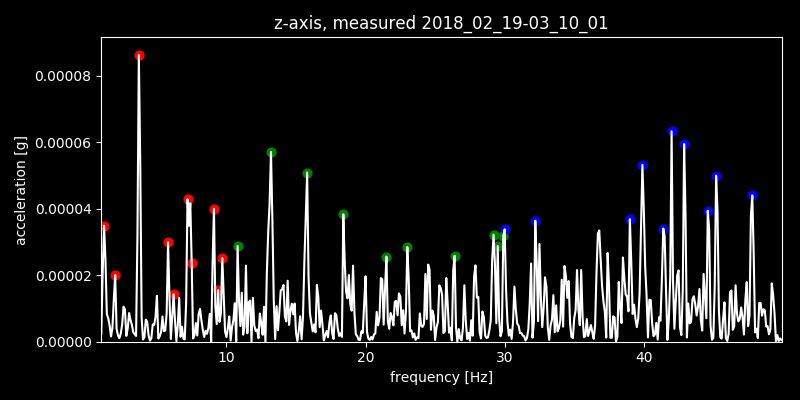 z-axis, measured 2018_02_19-03_10_01
0.00008
0.00006
0.00004
0.00002
0.00000
acceleration [g]
10 20 30 40
frequency [Hz]